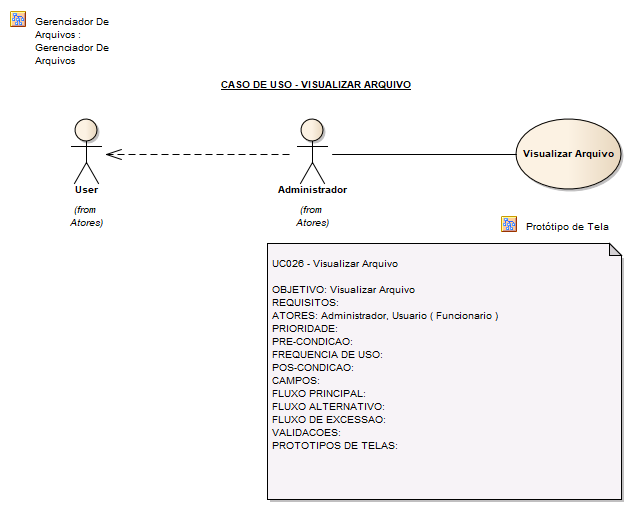 Gerenciador De
Arquivos :
Gerenciador De
Arquivos
CASO DE USO - VISUALIZAR ARQUIVO
User
(from
Atores)
Administrador
(from
Atores)
Visualizar Arquivo
Protótipo de Tela
UC026 - Visualizar Arquivo
OBJETIVO: Visualizar Arquivo
REQUISITOS:
ATORES: Administrador, Usuario ( Funcionario )
PRIORIDADE:
PRE-CONDICAO:
FREQUENCIA DE USO:
POS-CONDICAO:
CAMPOS:
FLUXO PRINCIPAL:
FLUXO ALTERNATIVO:
FLUXO DE EXCESSAO:
VALIDACOES:
PROTOTIPOS DE TELAS: